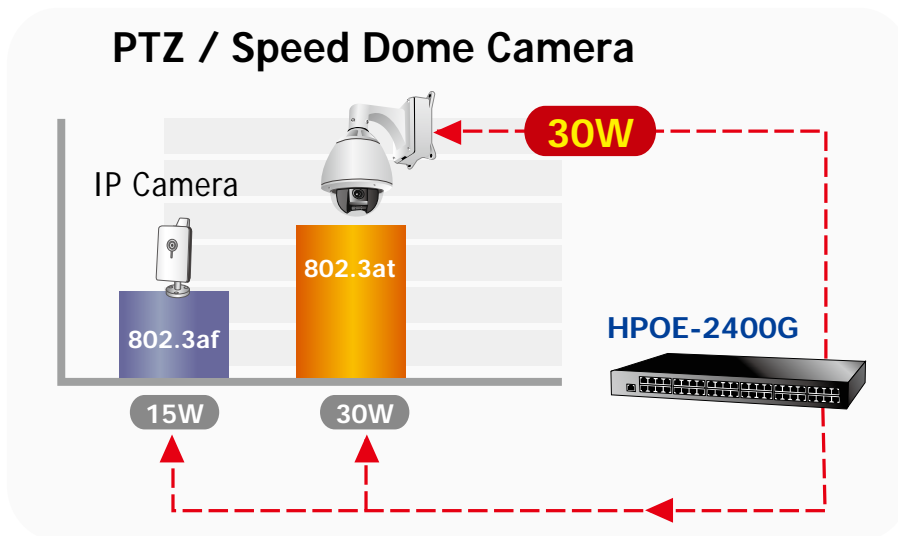 PTZ / Speed Dome Camera
30W
IP Camera
802.3at
802.3af
HPOE-2400G
15W
30W